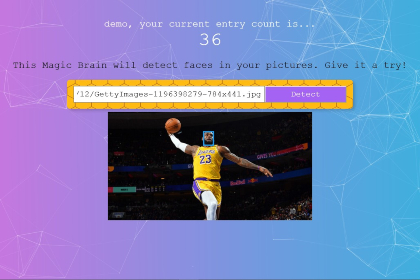 demo, your current entry count is...
36
This Magic Brain will detect faces in your pictures. Give it a try!
/12/GettyImages-1196390279-784x441.jpg
Detect
23